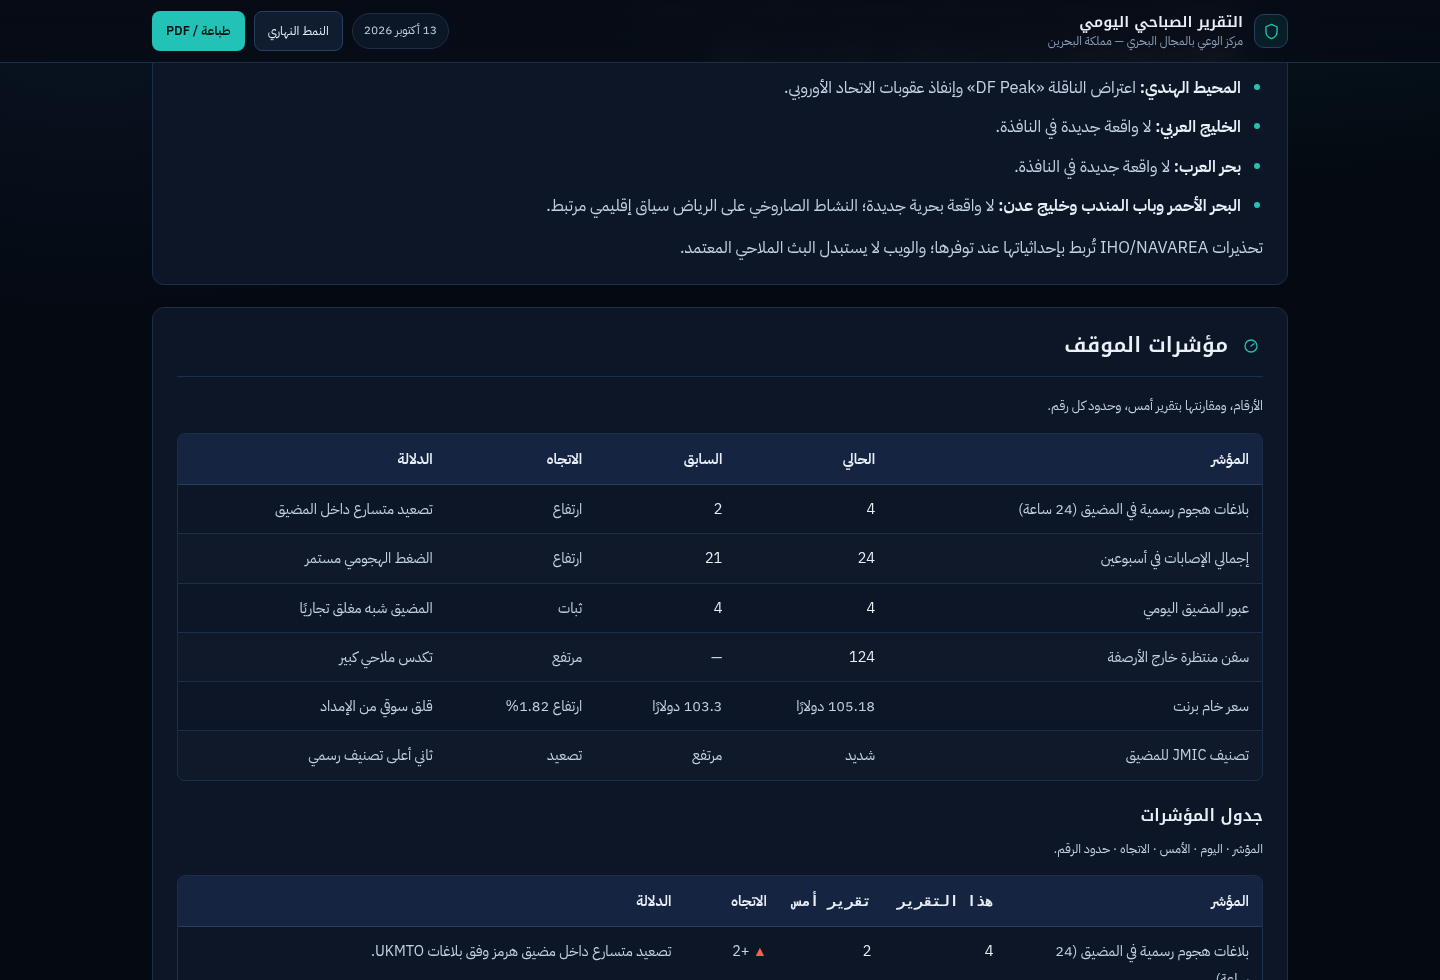 التقرير الصباحي اليومي
مركز الوعي بالمجال البحري — مملكة البحرين
13 أكتوبر 2026
النمط النهاري
طباعة / PDF
المحيط الهندي: اعتراض الناقلة «DF Peak» وإنفاذ عقوبات الاتحاد الأوروبي.
الخليج العربي: لا واقعة جديدة في النافذة.
بحر العرب: لا واقعة جديدة في النافذة.
البحر الأحمر وباب المندب وخليج عدن: لا واقعة بحرية جديدة؛ النشاط الصاروخي على الرياض سياق إقليمي مرتبط.
تحذيرات IHO/NAVAREA تُربط بإحداثياتها عند توفرها؛ والويب لا يستبدل البث الملاحي المعتمد.
مؤشرات الموقف
الأرقام، ومقارنتها بتقرير أمس، وحدود كل رقم.
المؤشر الحالي السابق الاتجاه الدلالة
بلاغات هجوم رسمية في المضيق (24 ساعة) 4 2 ارتفاع تصعيد متسارع داخل المضيق
إجمالي الإصابات في أسبوعين 24 21 ارتفاع الضغط الهجومي مستمر
عبور المضيق اليومي 4 4 ثبات المضيق شبه مغلق تجاريًا
سفن منتظرة خارج الأرصفة 124 — مرتفع تكدس ملاحي كبير
سعر خام برنت 105.18 دولارًا 103.3 دولارًا ارتفاع 1.82% قلق سوقي من الإمداد
تصنيف JMIC للمضيق شديد مرتفع تصعيد ثاني أعلى تصنيف رسمي
جدول المؤشرات
المؤشر · اليوم · الأمس · الاتجاه · حدود الرقم.
المؤشر هذا التقرير تقرير أمس الاتجاه الدلالة
بلاغات هجوم رسمية في المضيق (24 4 2 ▲ +2 تصعيد متسارع داخل مضيق هرمز وفق بلاغات UKMTO.
ساعة)